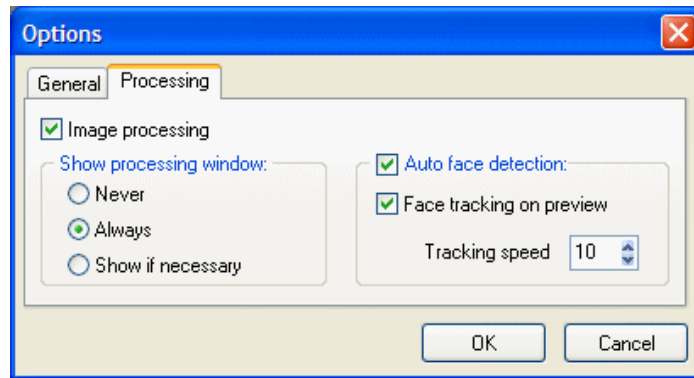 Options
General Processing
Image processing
Show processing window:
Never
Always
Show if necessary
Auto face detection:
Face tracking on preview
Tracking speed 10
OK Cancel